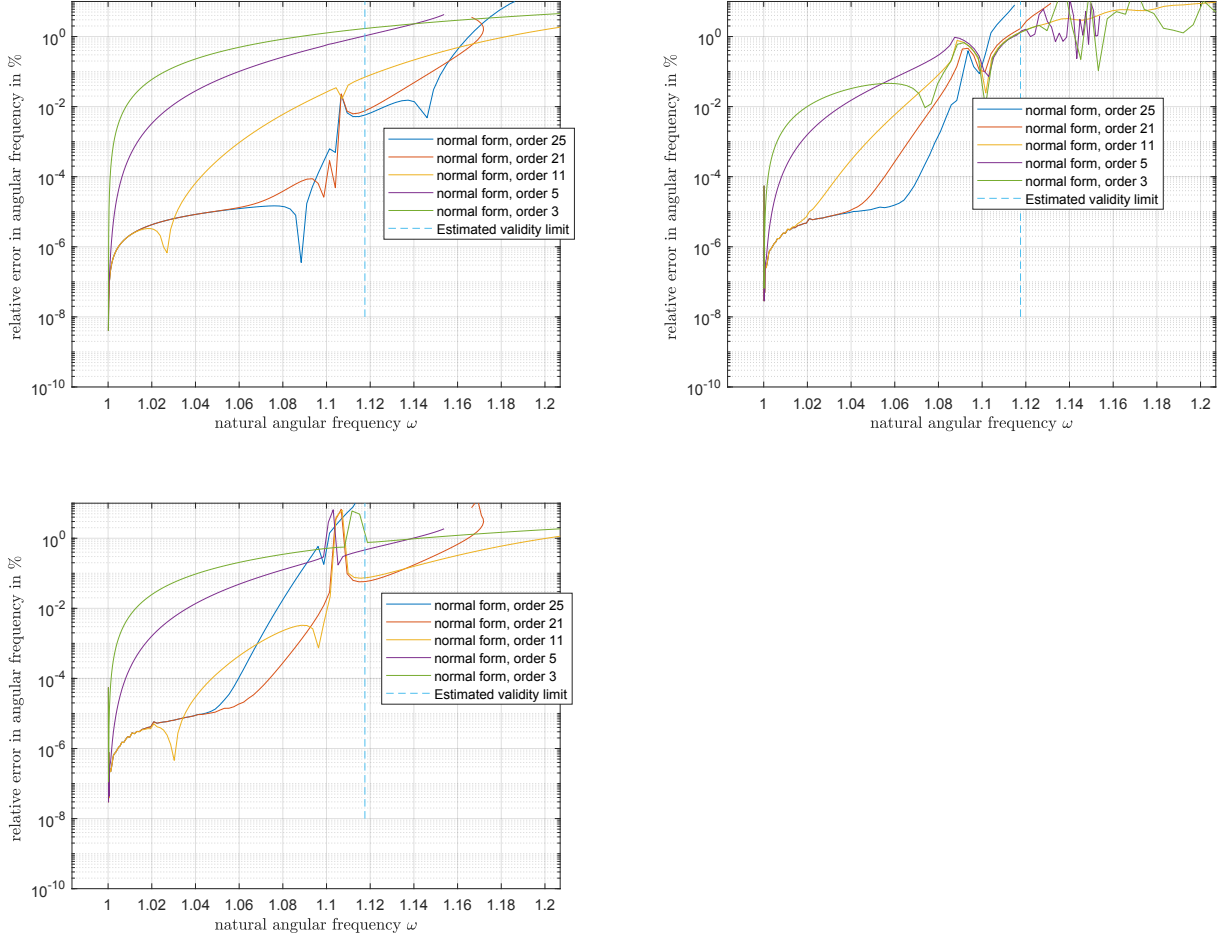 relative error in angular frequency in %
10^0
10^-2
10^-4
10^-6
10^-8
10^-10
1 1.02 1.04 1.06 1.08 1.1 1.12 1.14 1.16 1.18 1.2
natural angular frequency ω
normal form, order 25
normal form, order 21
normal form, order 11
normal form, order 5
normal form, order 3
Estimated validity limit
relative error in angular frequency in %
10^0
10^-2
10^-4
10^-6
10^-8
10^-10
1 1.02 1.04 1.06 1.08 1.1 1.12 1.14 1.16 1.18 1.2
natural angular frequency ω
normal form, order 25
normal form, order 21
normal form, order 11
normal form, order 5
normal form, order 3
Estimated validity limit
relative error in angular frequency in %
10^0
10^-2
10^-4
10^-6
10^-8
10^-10
1 1.02 1.04 1.06 1.08 1.1 1.12 1.14 1.16 1.18 1.2
natural angular frequency ω
normal form, order 25
normal form, order 21
normal form, order 11
normal form, order 5
normal form, order 3
Estimated validity limit